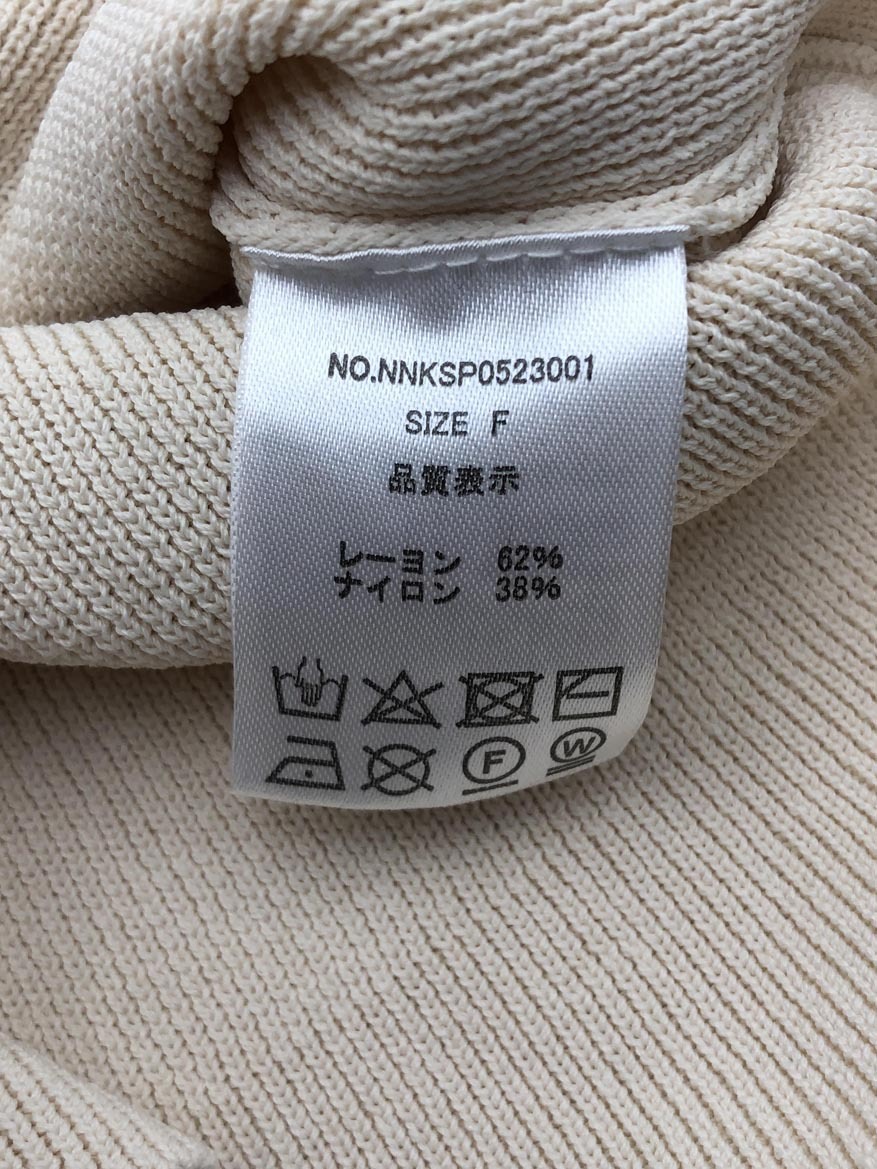 NO.NNKSP0523001
SIZE F
品質表示
レーヨン 62%
ナイロン 38%
F W